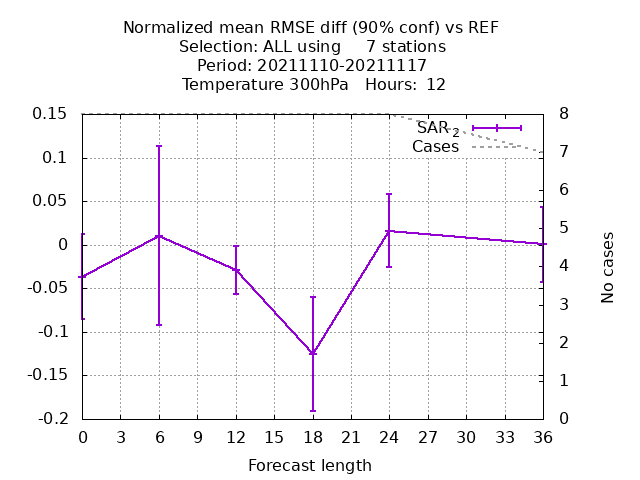 Normalized mean RMSE diff (90% conf) vs REF
Selection: ALL using     7 stations
Period: 20211110-20211117
Temperature 300hPa   Hours:  12
SAR 2
Cases
0.15
0.1
0.05
0
-0.05
-0.1
-0.15
-0.2
8
7
6
5
4
3
2
1
0
No cases
0 3 6 9 12 15 18 21 24 27 30 33 36
Forecast length